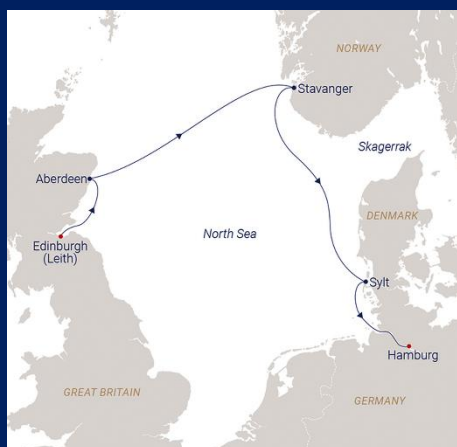 NORWAY
Stavanger
Skagerrak
Aberdeen
DENMARK
North Sea
Edinburgh
(Leith)
Sylt
Hamburg
GREAT BRITAIN
GERMANY